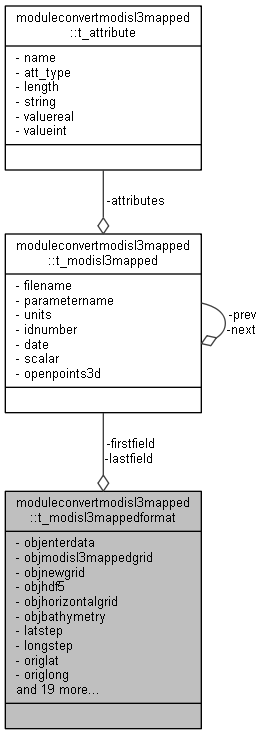 moduleconvertmodisl3mapped
::t_attribute
- name
- att_type
- length
- string
- valuereal
- valueint
-attributes
moduleconvertmodisl3mapped
::t_modisl3mapped
- filename
- parametername
- units
- idnumber
- date
- scalar
- openpoints3d
-prev
-next
-firstfield
-lastfield
moduleconvertmodisl3mapped
::t_modisl3mappedformat
- objenterdata
- objmodisl3mappedgrid
- objnewgrid
- objhdf5
- objhorizontalgrid
- objbathymetry
- latstep
- longstep
- origlat
- origlong
and 19 more...